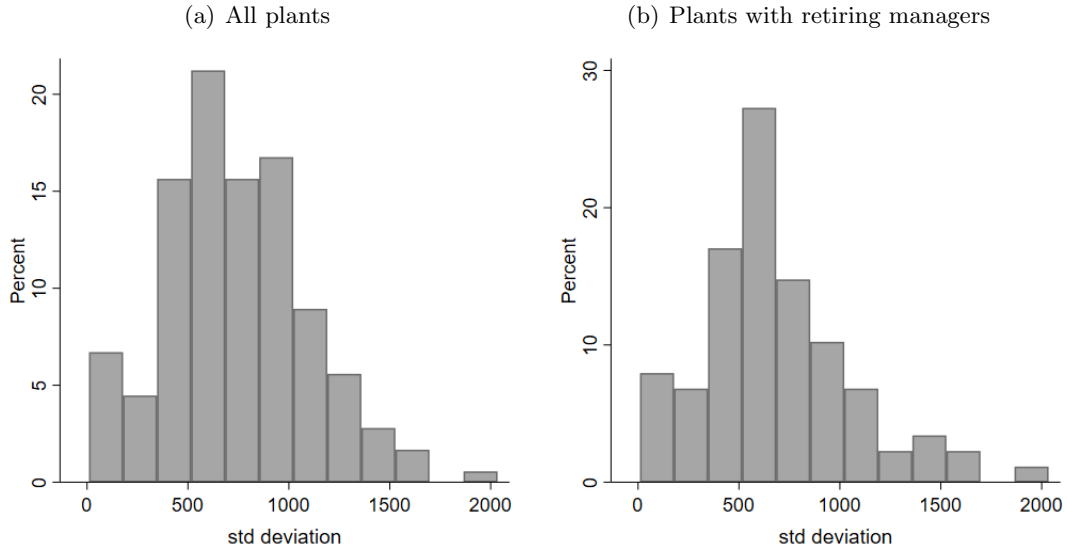 (a) All plants
20
15
10
5
0
Percent
0 500 1000 1500 2000
std deviation
(b) Plants with retiring managers
30
20
10
0
Percent
0 500 1000 1500 2000
std deviation